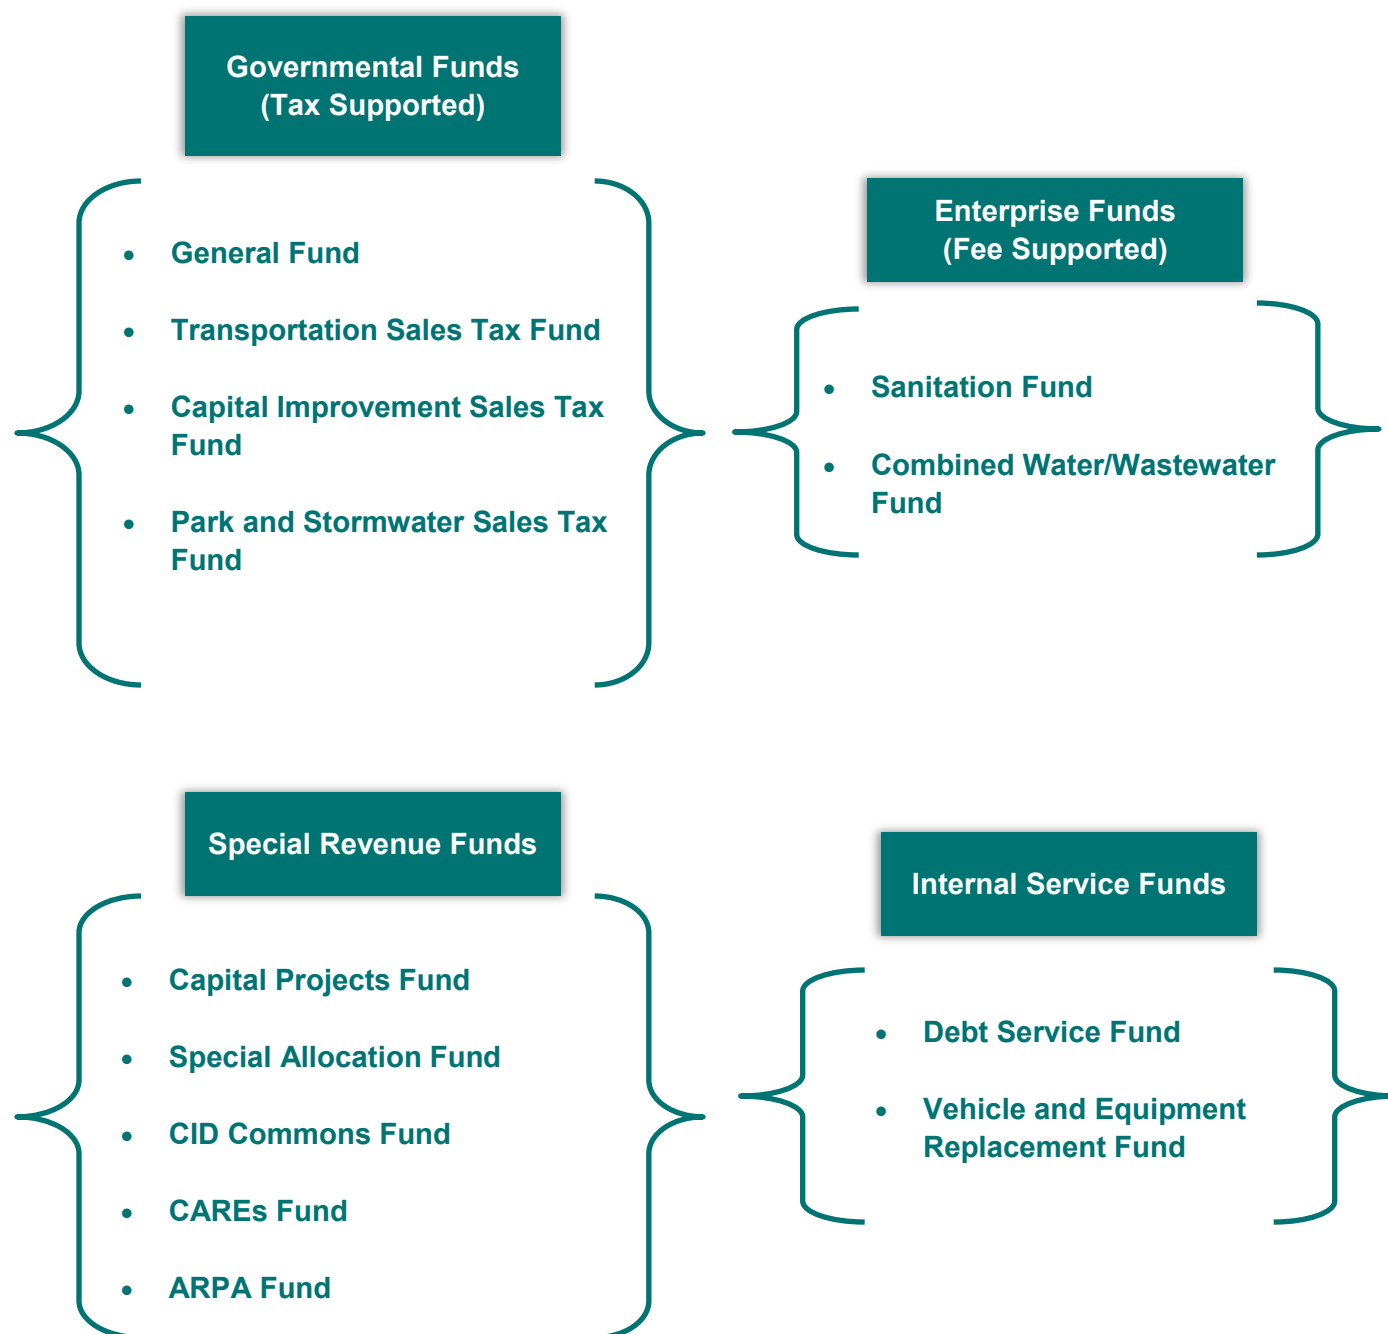 Governmental Funds
(Tax Supported)
• General Fund
• Transportation Sales Tax Fund
• Capital Improvement Sales Tax
Fund
• Park and Stormwater Sales Tax
Fund
Enterprise Funds
(Fee Supported)
• Sanitation Fund
• Combined Water/Wastewater
Fund
Special Revenue Funds
• Capital Projects Fund
• Special Allocation Fund
• CID Commons Fund
• CAREs Fund
• ARPA Fund
Internal Service Funds
• Debt Service Fund
• Vehicle and Equipment
Replacement Fund